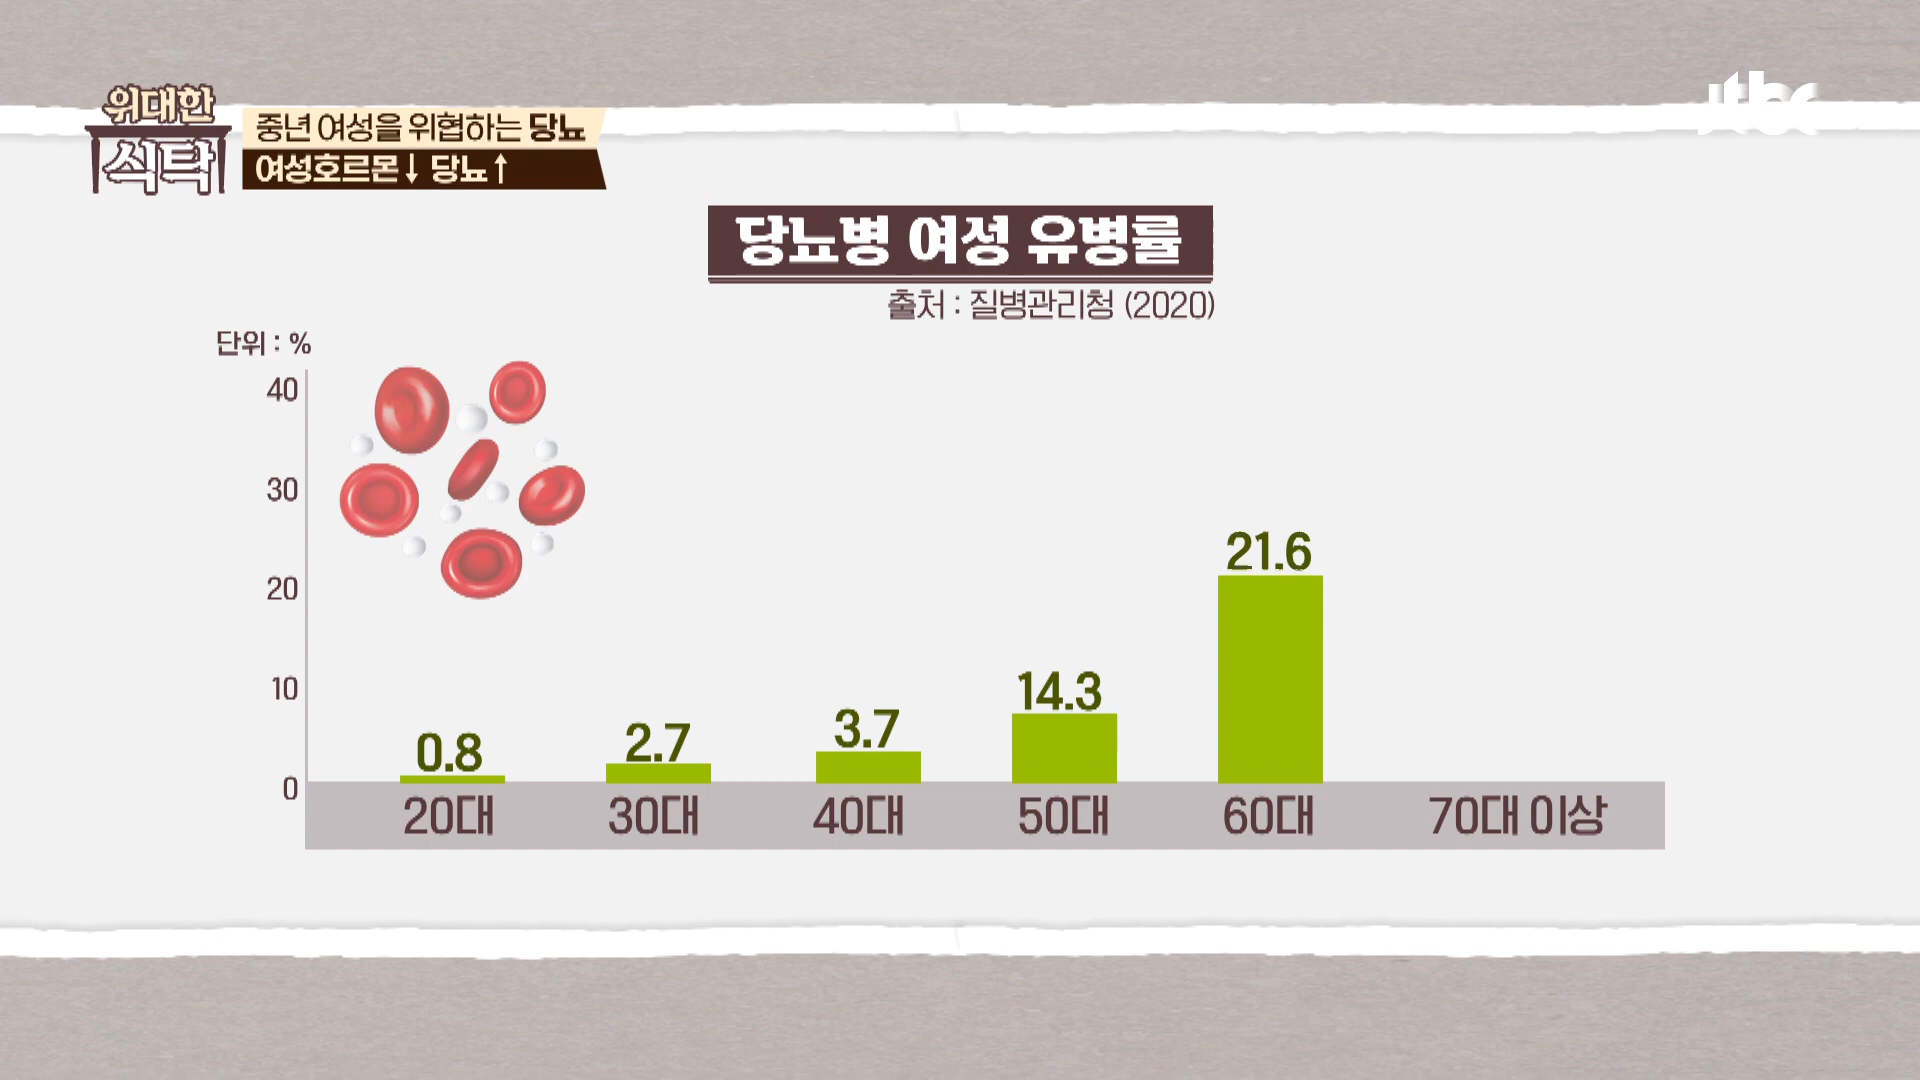 위대한
식탁
중년 여성을 위협하는 당뇨
여성호르몬↓ 당뇨↑
jtbc
당뇨병 여성 유병률
출처 : 질병관리청 (2020)
단위 : %
40
30
20
10
0
0.8
2.7
3.7
14.3
21.6
20대
30대
40대
50대
60대
70대 이상